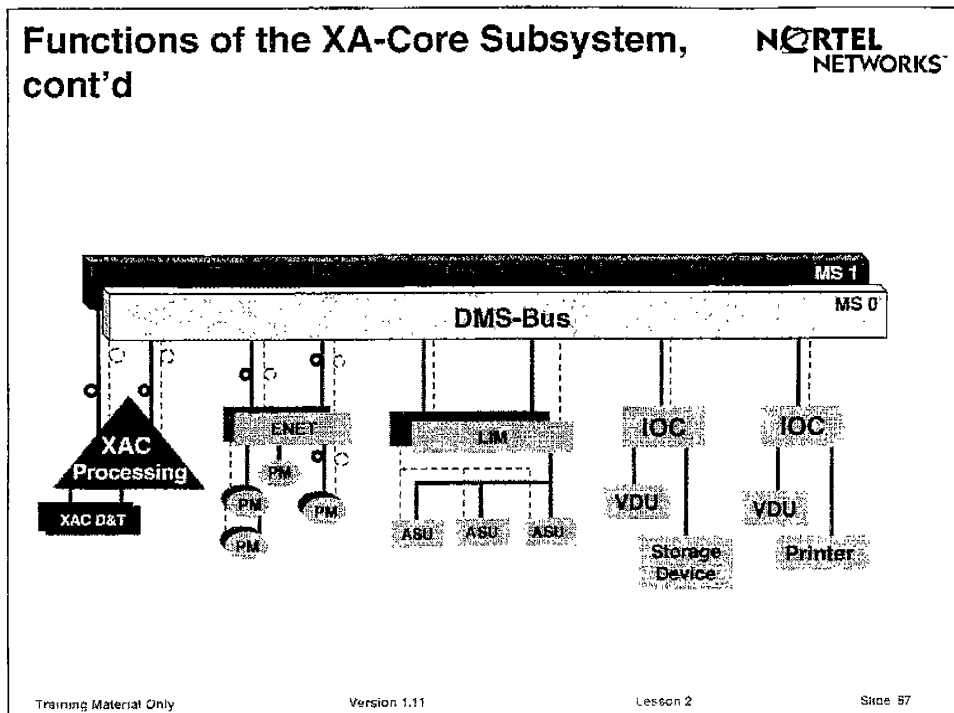 Functions of the XA-Core Subsystem,
cont'd
NORTEL
NETWORKS
MS 1
MS 0
DMS-Bus
XAC
Processing
XAC D&T
ENET
PM
PM
PM
PM
LIM
ASU
ASU
ASU
IOC
IOC
VDU
VDU
Storage
Device
Printer
Training Material Only
Version 1.11
Lesson 2
Slide 67